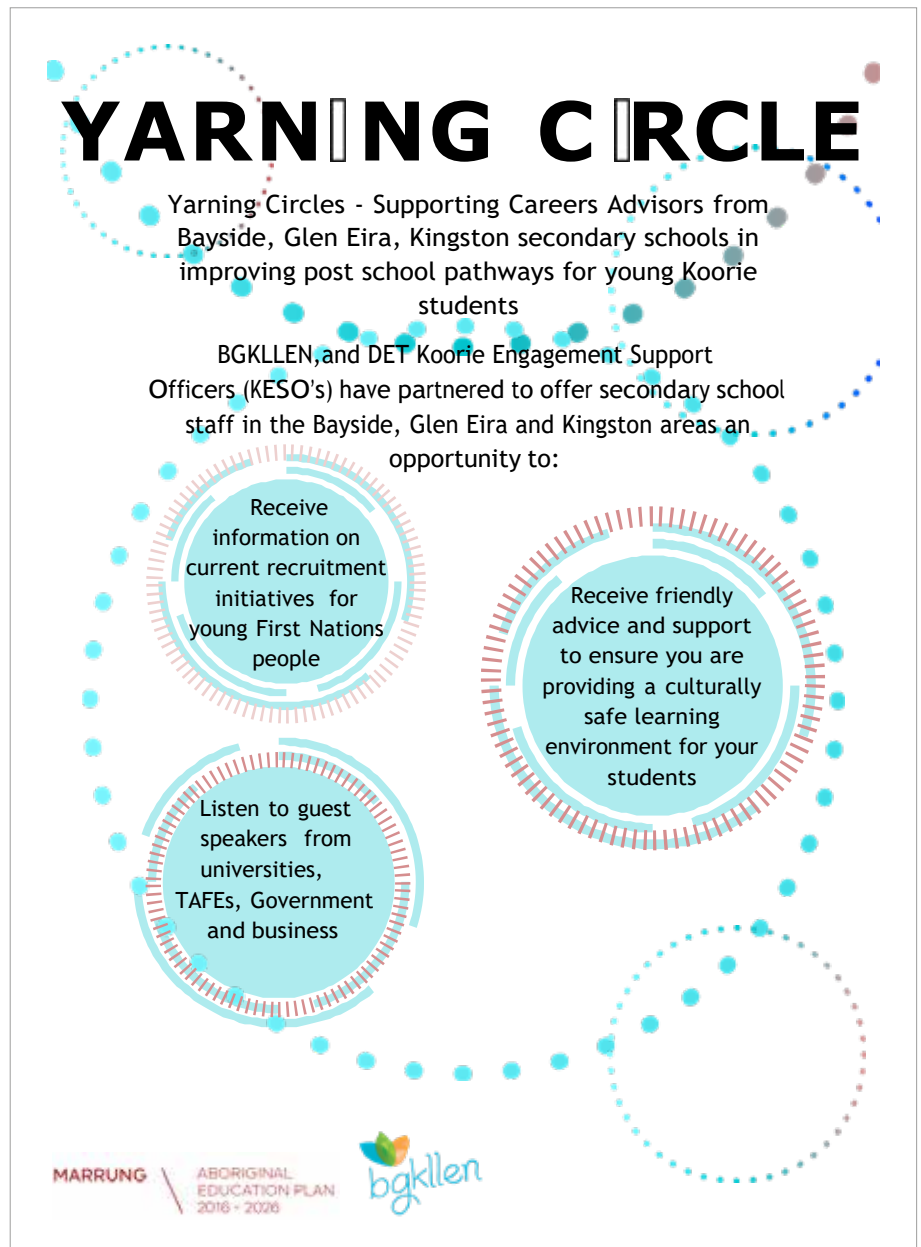 YARNING CIRCLE
Yarning Circles - Supporting Careers Advisors from
Bayside, Glen Eira, Kingston secondary schools in
improving post school pathways for young Koorie
students
BGKLLEN,and DET Koorie Engagement Support
Officers (KESO's) have partnered to offer secondary school
staff in the Bayside, Glen Eira and Kingston areas an
opportunity to:
Receive
information on
current recruitment
initiatives for
young First Nations
people
Receive friendly
advice and support
to ensure you are
providing a culturally
safe learning
environment for your
students
Listen to guest
speakers from
universities,
TAFEs, Government
and business
MARRUNG
ABORIGINAL
EDUCATION PLAN
2016 - 2026
bgkllen